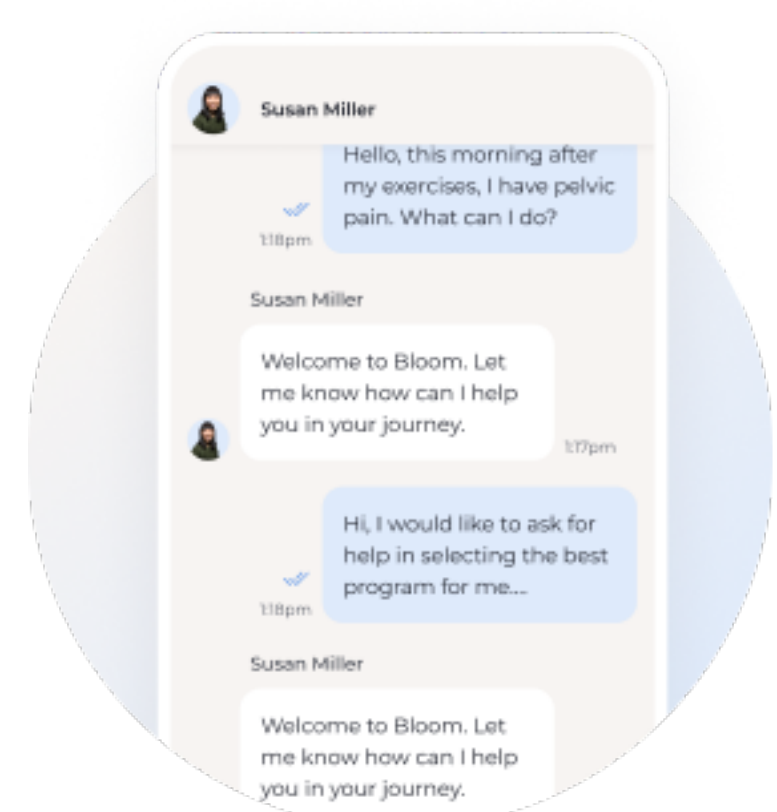 Susan Miller
Hello, this morning after
my exercises, I have pelvic
pain. What can I do?
1:18pm
Susan Miller
Welcome to Bloom. Let
me know how can I help
you in your journey.
1:17pm
Hi, I would like to ask for
help in selecting the best
program for me...
1:18pm
Susan Miller
Welcome to Bloom. Let
me know how can I help
you in your journey.